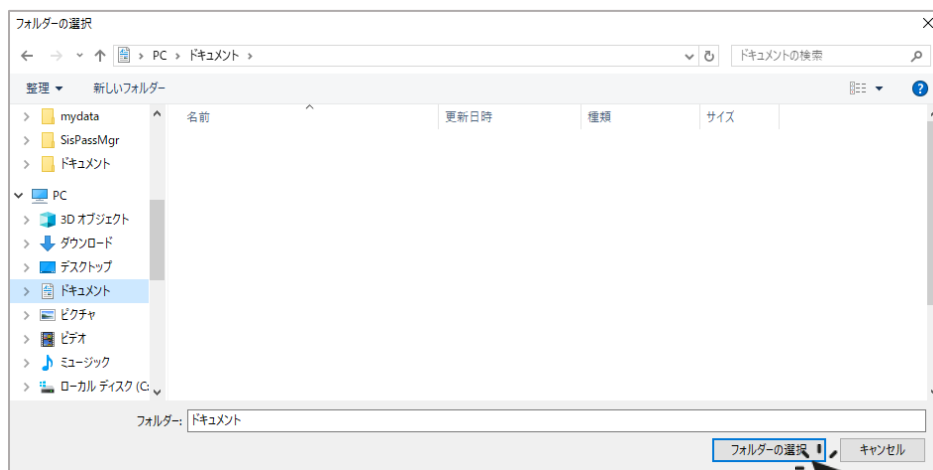 フォルダーの選択
PC ドキュメント ドキュメントの検索
整理 新しいフォルダー
名前 更新日時 種類 サイズ
mydata
SisPassMgr
ドキュメント
PC
3D オブジェクト
ダウンロード
デスクトップ
ドキュメント
ピクチャ
ビデオ
ミュージック
ローカル ディスク (C:
フォルダー: ドキュメント
フォルダーの選択 キャンセル